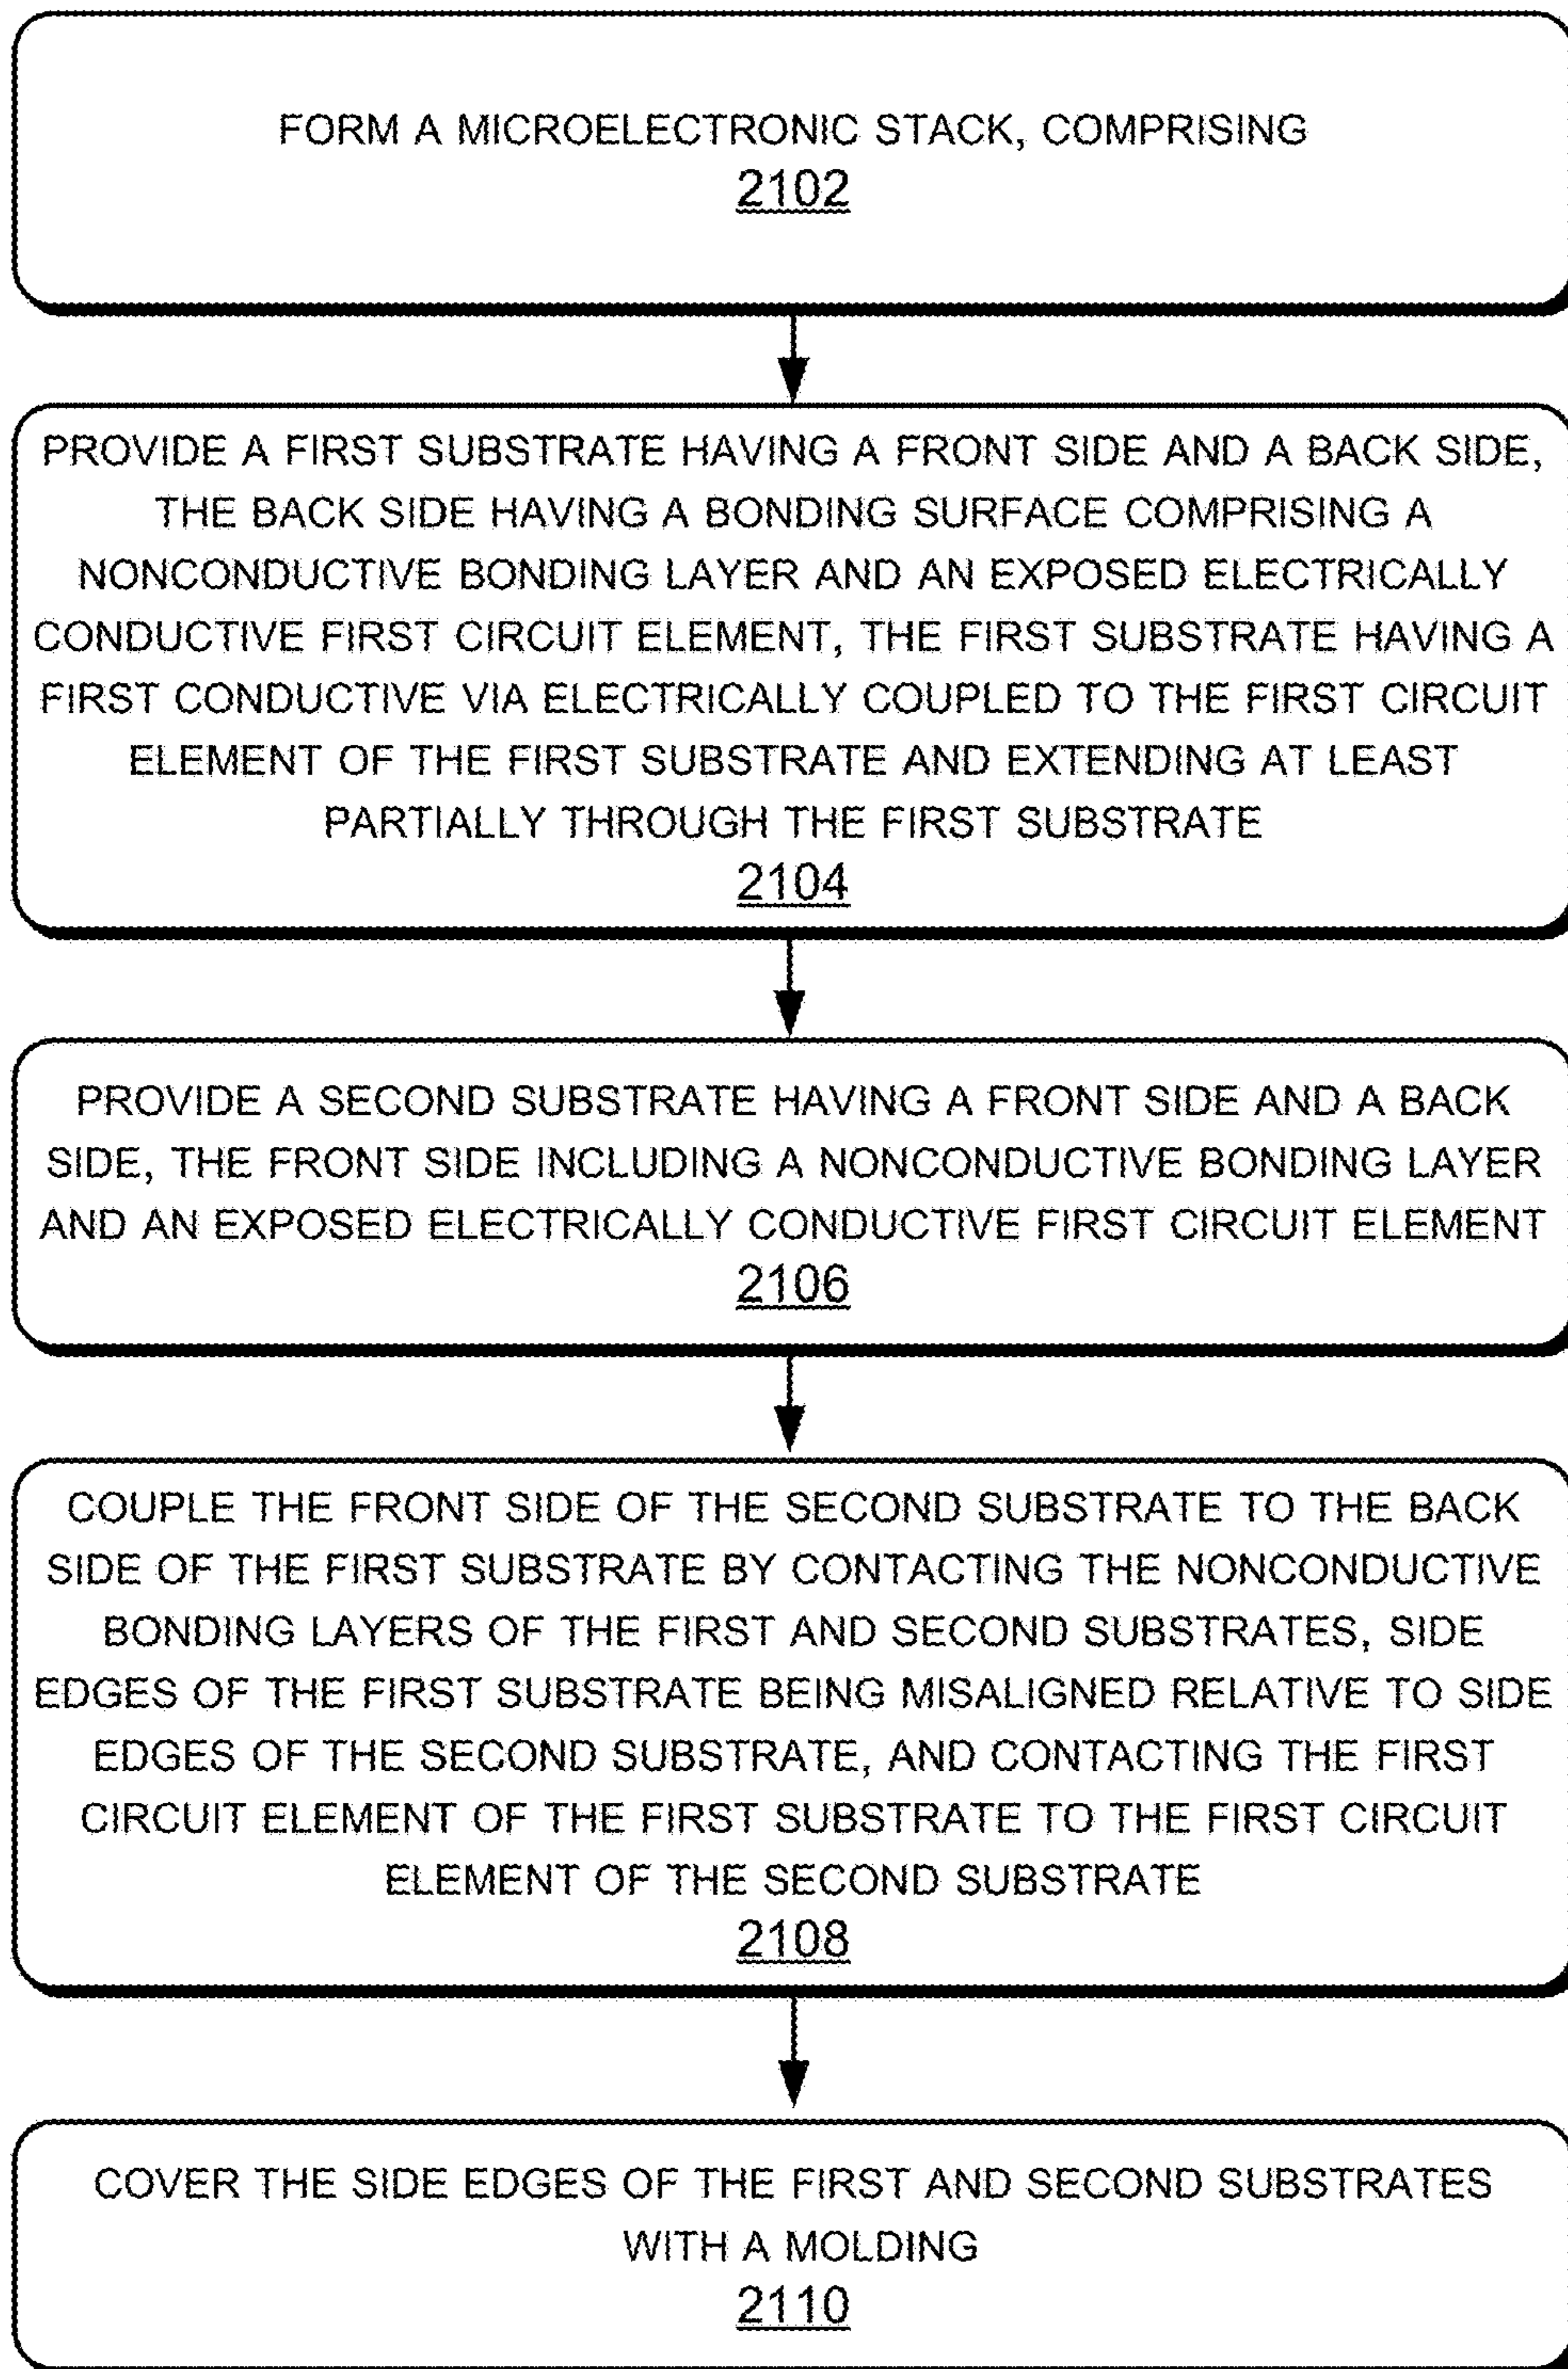 FORM A MICROELECTRONIC STACK, COMPRISING
2102
PROVIDE A FIRST SUBSTRATE HAVING A FRONT SIDE AND A BACK SIDE,
THE BACK SIDE HAVING A BONDING SURFACE COMPRISING A
NONCONDUCTIVE BONDING LAYER AND AN EXPOSED ELECTRICALLY
CONDUCTIVE FIRST CIRCUIT ELEMENT, THE FIRST SUBSTRATE HAVING A
FIRST CONDUCTIVE VIA ELECTRICALLY COUPLED TO THE FIRST CIRCUIT
ELEMENT OF THE FIRST SUBSTRATE AND EXTENDING AT LEAST
PARTIALLY THROUGH THE FIRST SUBSTRATE
2104
PROVIDE A SECOND SUBSTRATE HAVING A FRONT SIDE AND A BACK
SIDE, THE FRONT SIDE INCLUDING A NONCONDUCTIVE BONDING LAYER
AND AN EXPOSED ELECTRICALLY CONDUCTIVE FIRST CIRCUIT ELEMENT
2106
COUPLE THE FRONT SIDE OF THE SECOND SUBSTRATE TO THE BACK
SIDE OF THE FIRST SUBSTRATE BY CONTACTING THE NONCONDUCTIVE
BONDING LAYERS OF THE FIRST AND SECOND SUBSTRATES, SIDE
EDGES OF THE FIRST SUBSTRATE BEING MISALIGNED RELATIVE TO SIDE
EDGES OF THE SECOND SUBSTRATE, AND CONTACTING THE FIRST
CIRCUIT ELEMENT OF THE FIRST SUBSTRATE TO THE FIRST CIRCUIT
ELEMENT OF THE SECOND SUBSTRATE
2108
COVER THE SIDE EDGES OF THE FIRST AND SECOND SUBSTRATES
WITH A MOLDING
2110